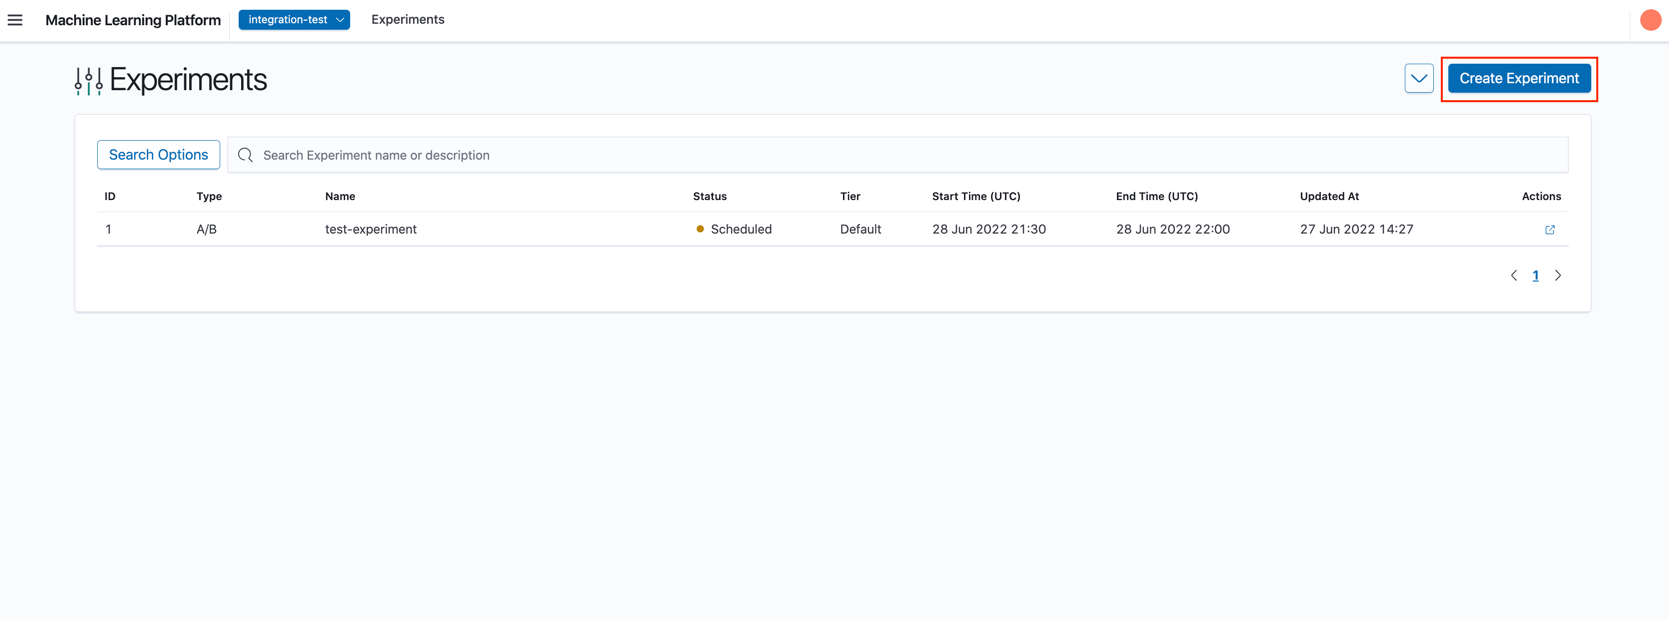 Machine Learning Platform integration-test Experiments
Experiments
Create Experiment
Search Options Search Experiment name or description
ID Type Name Status Tier Start Time (UTC) End Time (UTC) Updated At Actions
1 A/B test-experiment Scheduled Default 28 Jun 2022 21:30 28 Jun 2022 22:00 27 Jun 2022 14:27
1